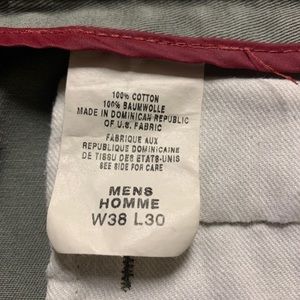 100% COTTON
100% BAUMWOLLE
MADE IN DOMINICAN REPUBLIC
OF U.S. FABRIC
FABRIQUE AUX
REPUBLIQUE DOMINICAINE
DE TISSU DES ETATS-UNIS
SEE SIDE FOR CARE
MENS
HOMME
W38 L30